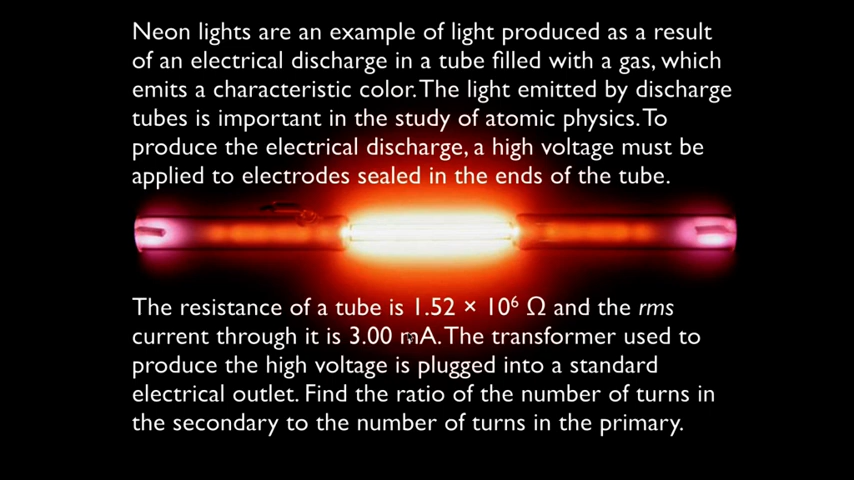 Neon lights are an example of light produced as a result
of an electrical discharge in a tube filled with a gas, which
emits a characteristic color. The light emitted by discharge
tubes is important in the study of atomic physics. To
produce the electrical discharge, a high voltage must be
applied to electrodes sealed in the ends of the tube.
The resistance of a tube is 1.52 × 10⁶ Ω and the rms
current through it is 3.00 mA. The transformer used to
produce the high voltage is plugged into a standard
electrical outlet. Find the ratio of the number of turns in
the secondary to the number of turns in the primary.